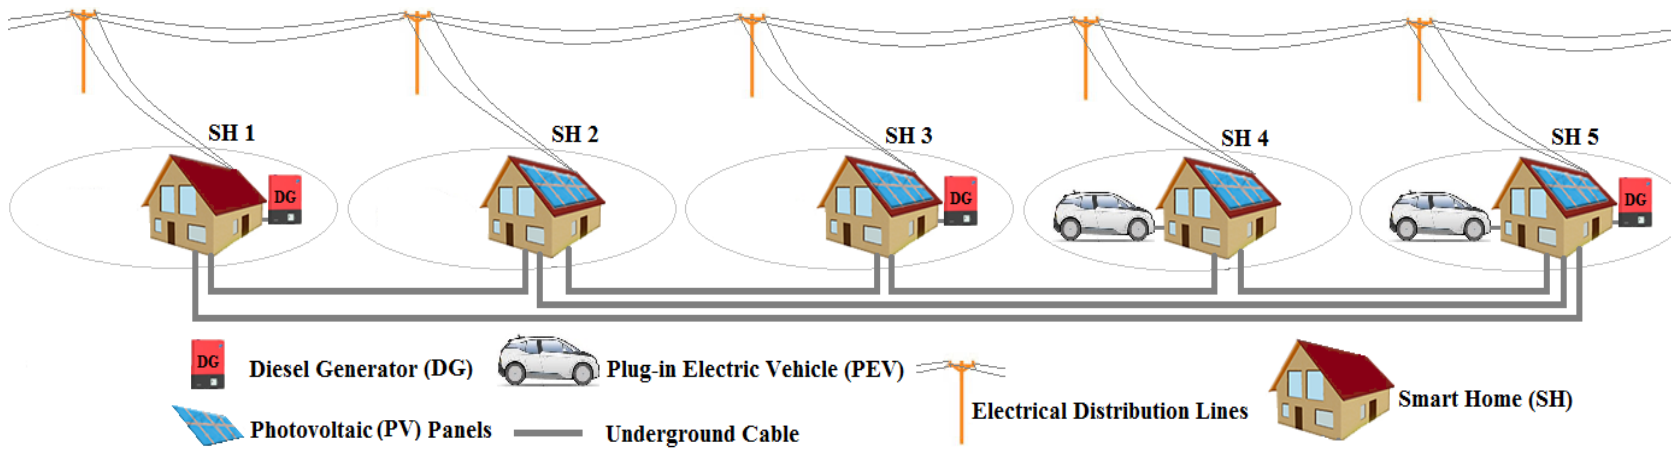 SH 1
SH 2
SH 3
SH 4
SH 5
DG
DG
DG
DG
Diesel Generator (DG)
Plug-in Electric Vehicle (PEV)
Electrical Distribution Lines
Smart Home (SH)
Photovoltaic (PV) Panels
Underground Cable